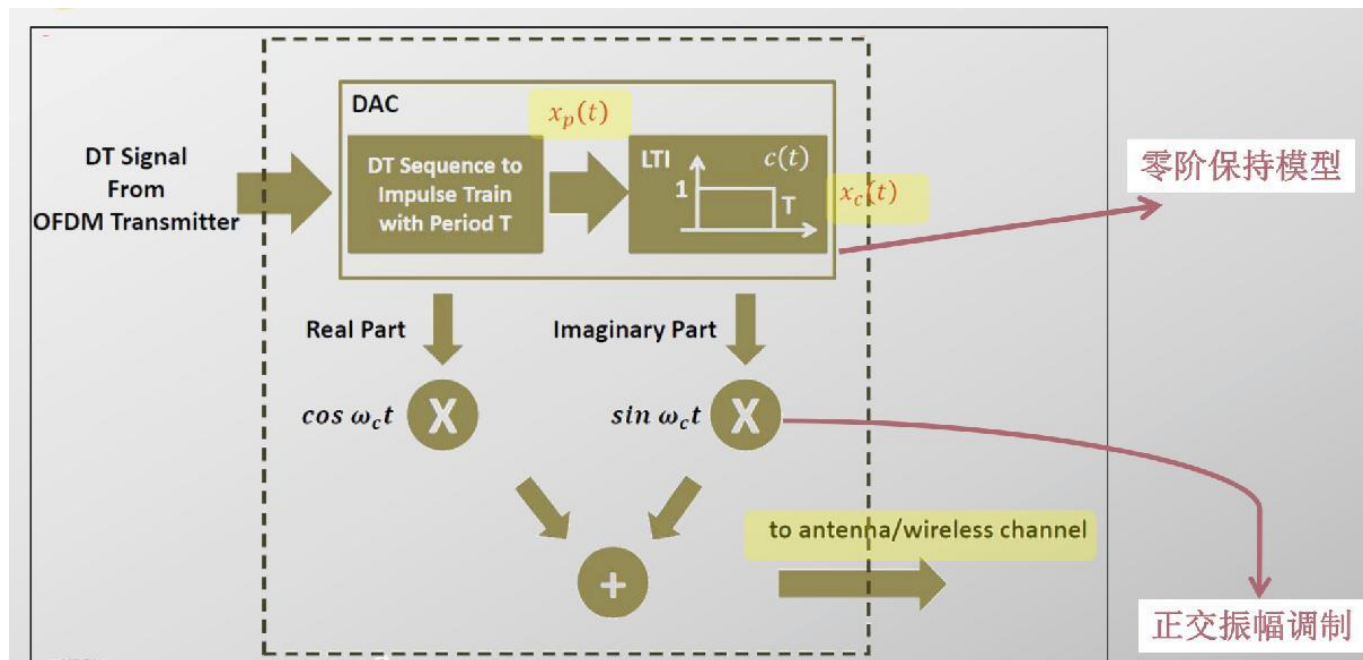 DAC
x_p(t)
DT Signal
From
OFDM Transmitter
DT Sequence to
Impulse Train
with Period T
LTI
c(t)
1
T
x_c(t)
零阶保持模型
Real Part
Imaginary Part
cos ω_c t
X
sin ω_c t
X
to antenna/wireless channel
+
正交振幅调制